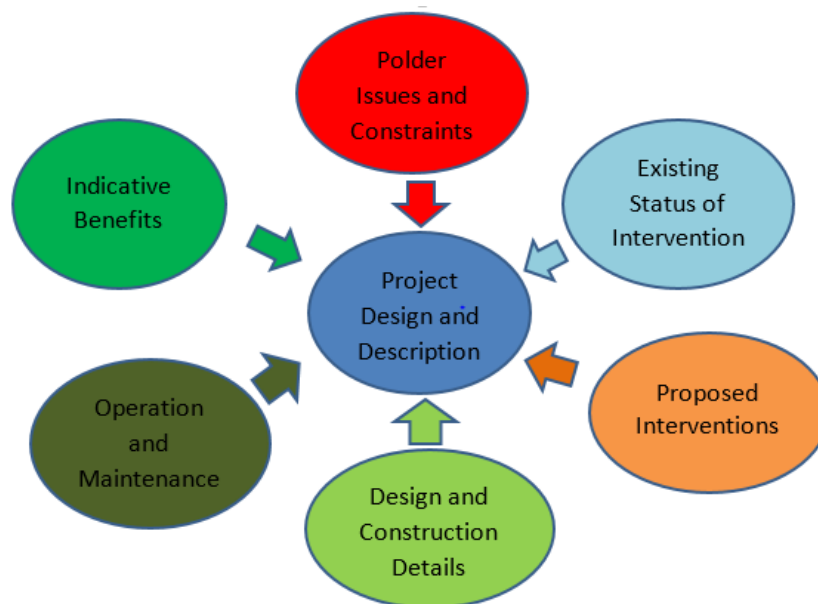 Polder
Issues and
Constraints
Indicative
Benefits
Existing
Status of
Intervention
Project
Design and
Description
Operation
and
Maintenance
Proposed
Interventions
Design and
Construction
Details